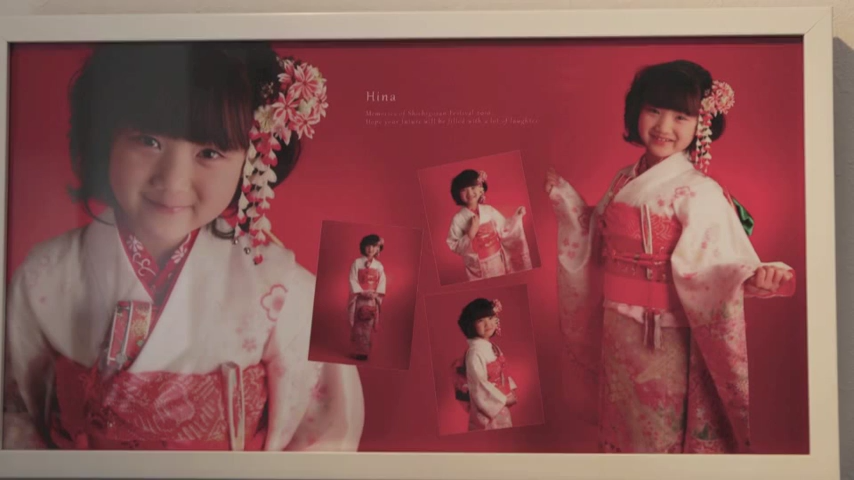 Hina
Memories of Shichigosan Festival
Hope your future will be filled with a lot of laughter